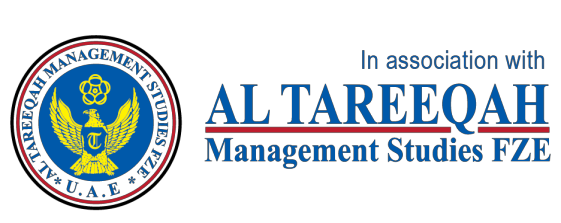 AL TAREEQAH MANAGEMENT STUDIES FZE
* U.A.E *
T
In association with
AL TAREEQAH
Management Studies FZE